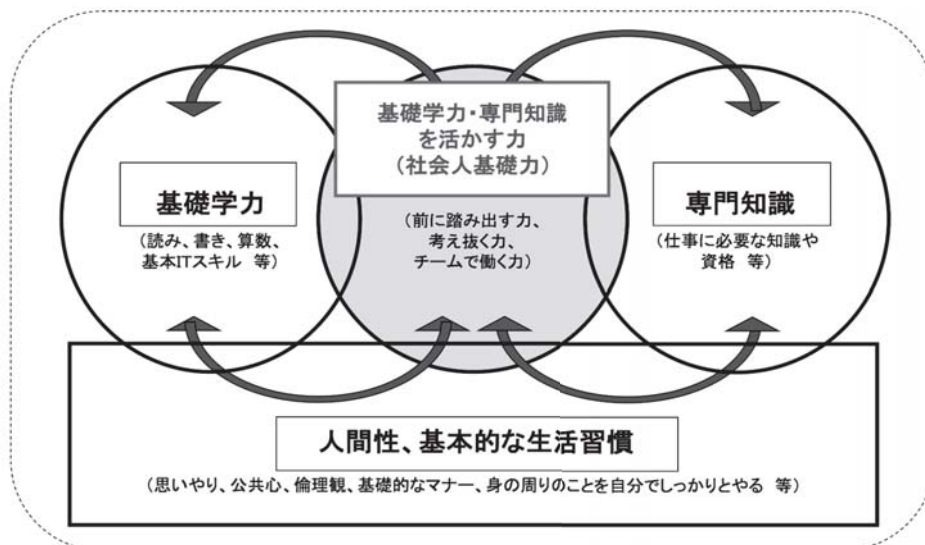 基礎学力・専門知識
を活かす力
(社会人基礎力)
基礎学力
(読み、書き、算数、
基本ITスキル 等)
(前に踏み出す力、
考え抜く力、
チームで働く力)
専門知識
(仕事に必要な知識や
資格 等)
人間性、基本的な生活習慣
(思いやり、公共心、倫理観、基礎的なマナー、身の周りのことを自分でしっかりとやる 等)